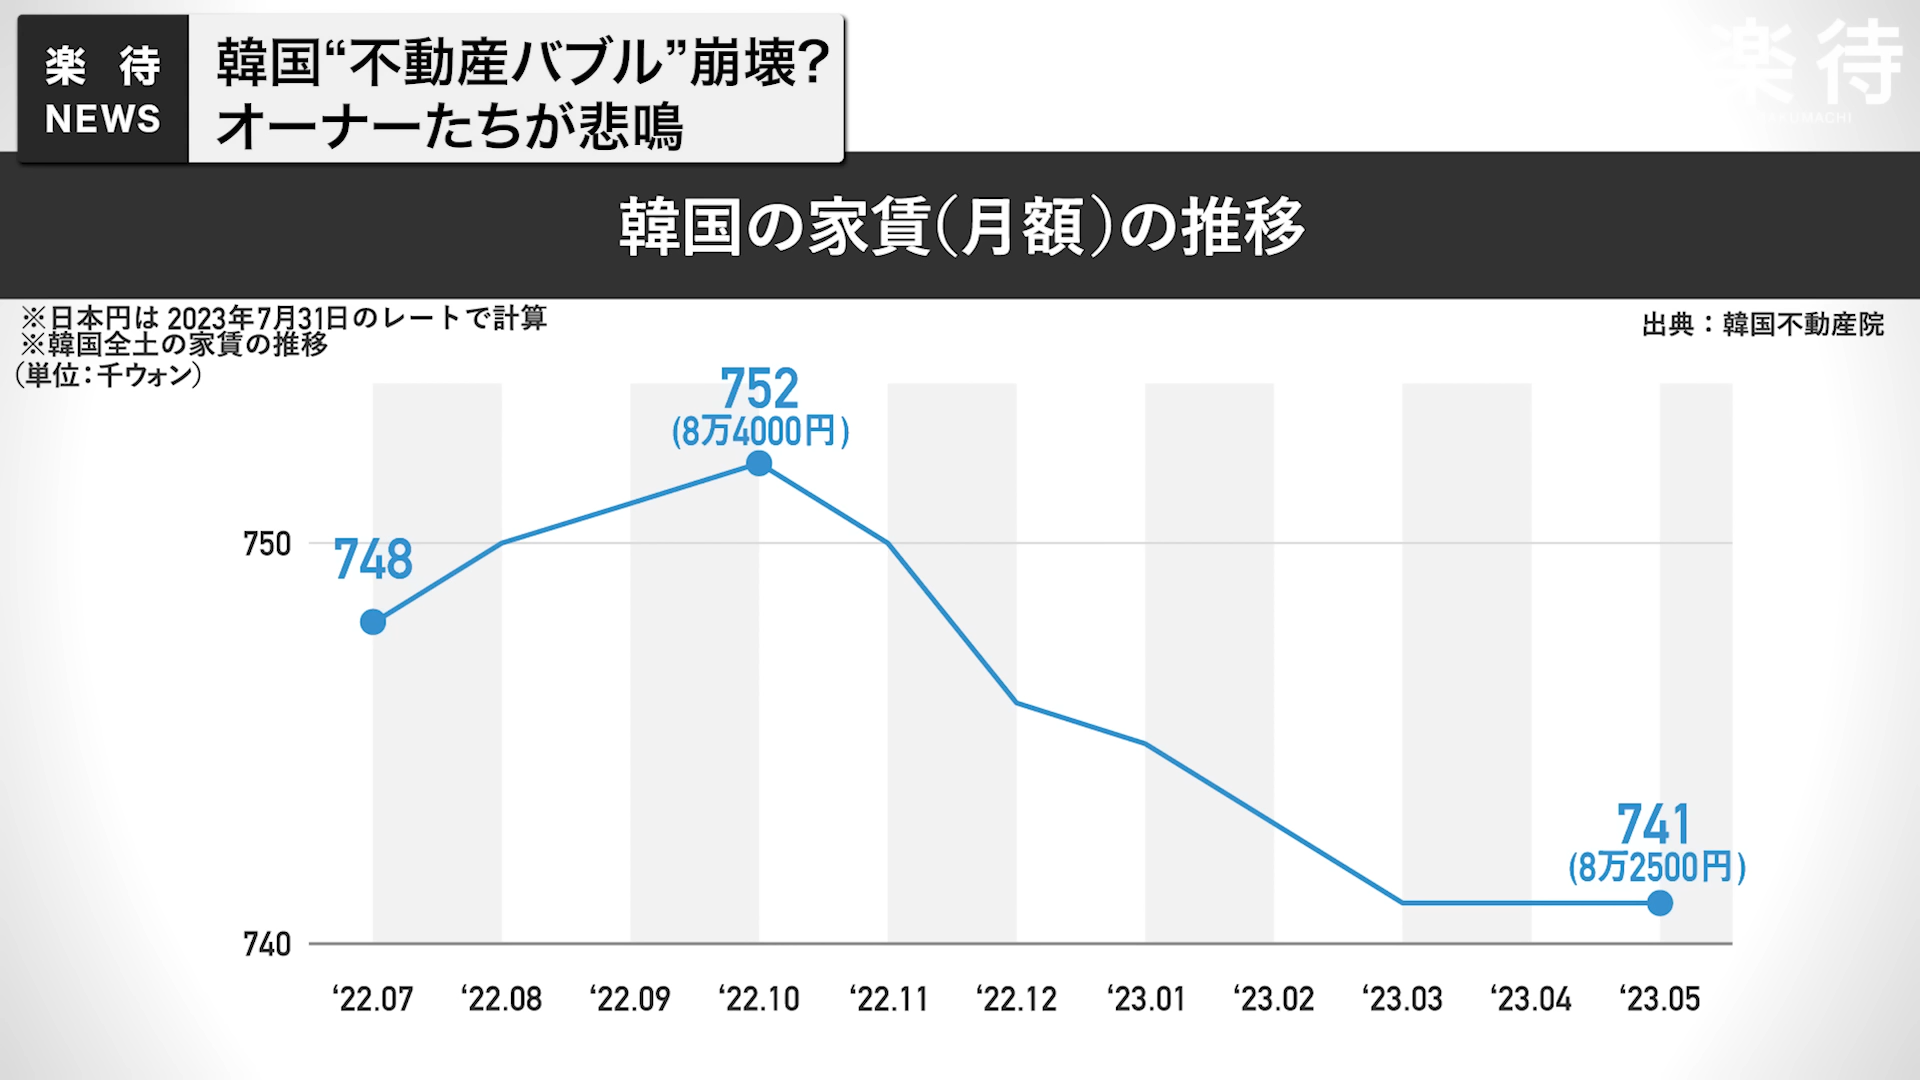 楽待
NEWS
韓国“不動産バブル”崩壊?
オーナーたちが悲鳴
楽待
韓国の家賃(月額)の推移
※日本円は 2023年7月31日のレートで計算
※韓国全土の家賃の推移
(単位:千ウォン)
出典:韓国不動産院
752
(8万4000円)
750
748
741
(8万2500円)
740
‘22.07 ‘22.08 ‘22.09 ‘22.10 ‘22.11 ‘22.12 ‘23.01 ‘23.02 ‘23.03 ‘23.04 ‘23.05